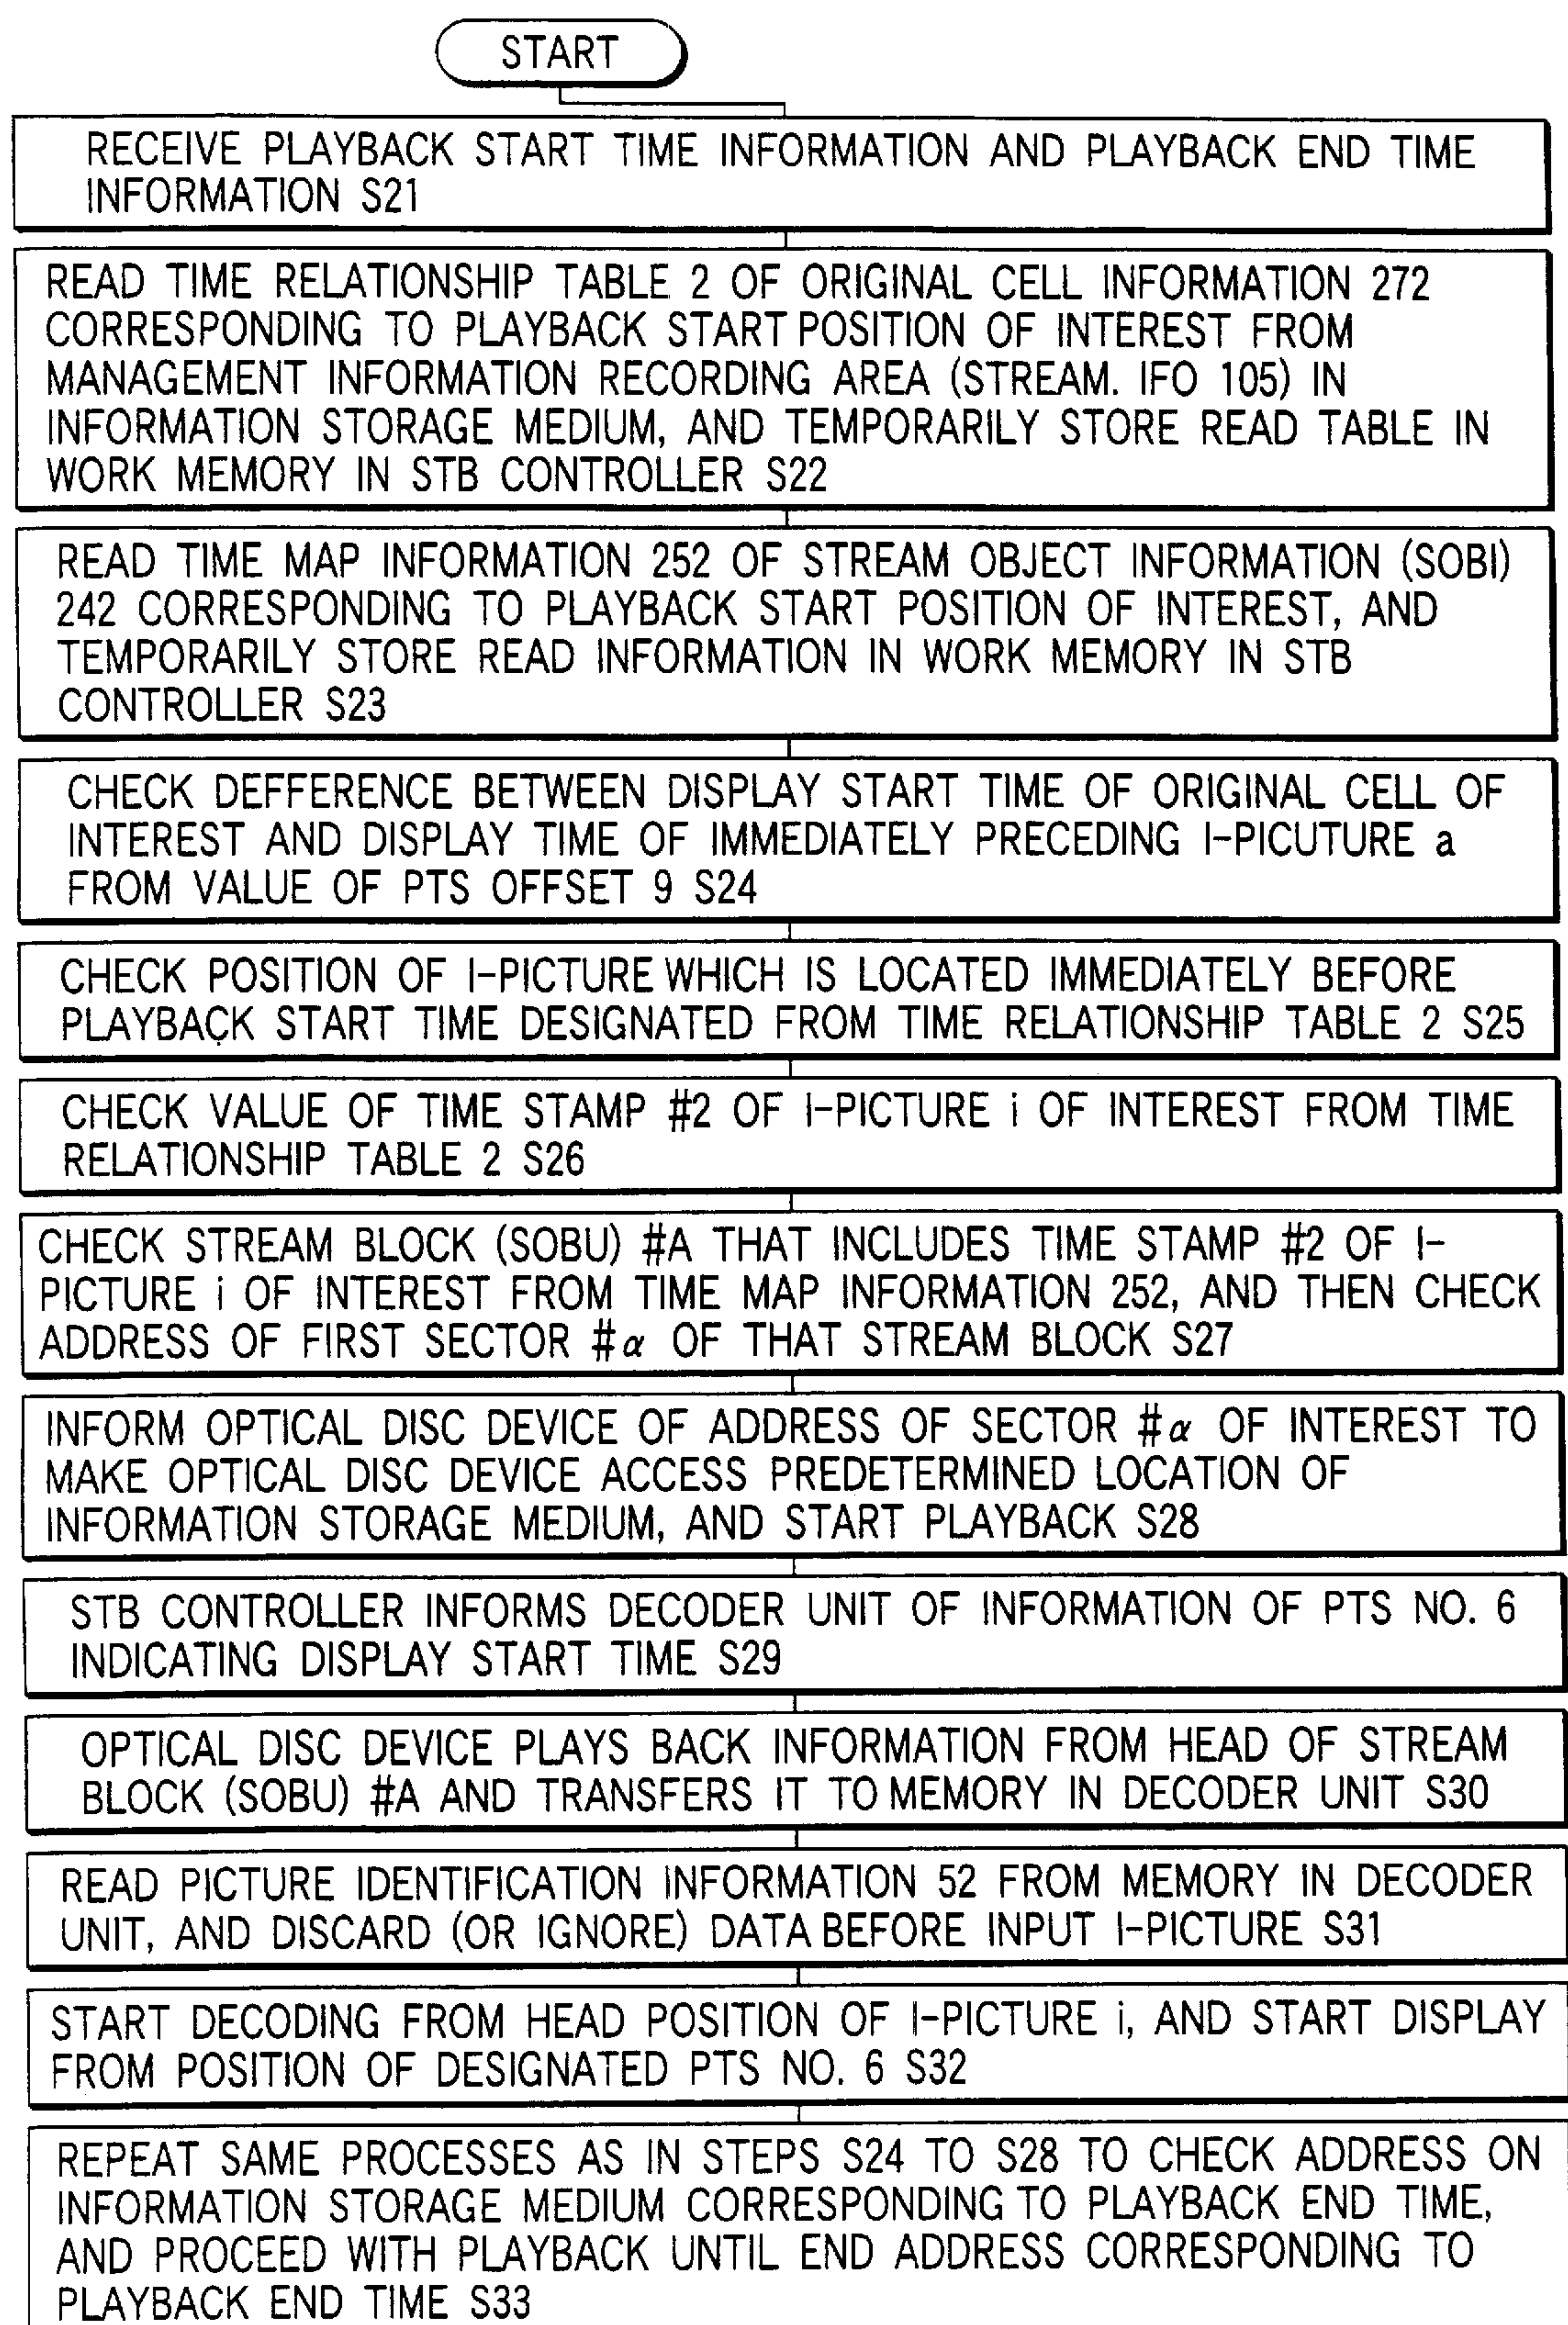 START
RECEIVE PLAYBACK START TIME INFORMATION AND PLAYBACK END TIME
INFORMATION S21
READ TIME RELATIONSHIP TABLE 2 OF ORIGINAL CELL INFORMATION 272
CORRESPONDING TO PLAYBACK START POSITION OF INTEREST FROM
MANAGEMENT INFORMATION RECORDING AREA (STREAM. IFO 105) IN
INFORMATION STORAGE MEDIUM, AND TEMPORARILY STORE READ TABLE IN
WORK MEMORY IN STB CONTROLLER S22
READ TIME MAP INFORMATION 252 OF STREAM OBJECT INFORMATION (SOBI)
242 CORRESPONDING TO PLAYBACK START POSITION OF INTEREST, AND
TEMPORARILY STORE READ INFORMATION IN WORK MEMORY IN STB
CONTROLLER S23
CHECK DEFFERENCE BETWEEN DISPLAY START TIME OF ORIGINAL CELL OF
INTEREST AND DISPLAY TIME OF IMMEDIATELY PRECEDING I-PICUTURE a
FROM VALUE OF PTS OFFSET 9 S24
CHECK POSITION OF I-PICTURE WHICH IS LOCATED IMMEDIATELY BEFORE
PLAYBACK START TIME DESIGNATED FROM TIME RELATIONSHIP TABLE 2 S25
CHECK VALUE OF TIME STAMP #2 OF I-PICTURE i OF INTEREST FROM TIME
RELATIONSHIP TABLE 2 S26
CHECK STREAM BLOCK (SOBU) #A THAT INCLUDES TIME STAMP #2 OF I-
PICTURE i OF INTEREST FROM TIME MAP INFORMATION 252, AND THEN CHECK
ADDRESS OF FIRST SECTOR #α OF THAT STREAM BLOCK S27
INFORM OPTICAL DISC DEVICE OF ADDRESS OF SECTOR #α OF INTEREST TO
MAKE OPTICAL DISC DEVICE ACCESS PREDETERMINED LOCATION OF
INFORMATION STORAGE MEDIUM, AND START PLAYBACK S28
STB CONTROLLER INFORMS DECODER UNIT OF INFORMATION OF PTS NO. 6
INDICATING DISPLAY START TIME S29
OPTICAL DISC DEVICE PLAYS BACK INFORMATION FROM HEAD OF STREAM
BLOCK (SOBU) #A AND TRANSFERS IT TO MEMORY IN DECODER UNIT S30
READ PICTURE IDENTIFICATION INFORMATION 52 FROM MEMORY IN DECODER
UNIT, AND DISCARD (OR IGNORE) DATA BEFORE INPUT I-PICTURE S31
START DECODING FROM HEAD POSITION OF I-PICTURE i, AND START DISPLAY
FROM POSITION OF DESIGNATED PTS NO. 6 S32
REPEAT SAME PROCESSES AS IN STEPS S24 TO S28 TO CHECK ADDRESS ON
INFORMATION STORAGE MEDIUM CORRESPONDING TO PLAYBACK END TIME,
AND PROCEED WITH PLAYBACK UNTIL END ADDRESS CORRESPONDING TO
PLAYBACK END TIME S33